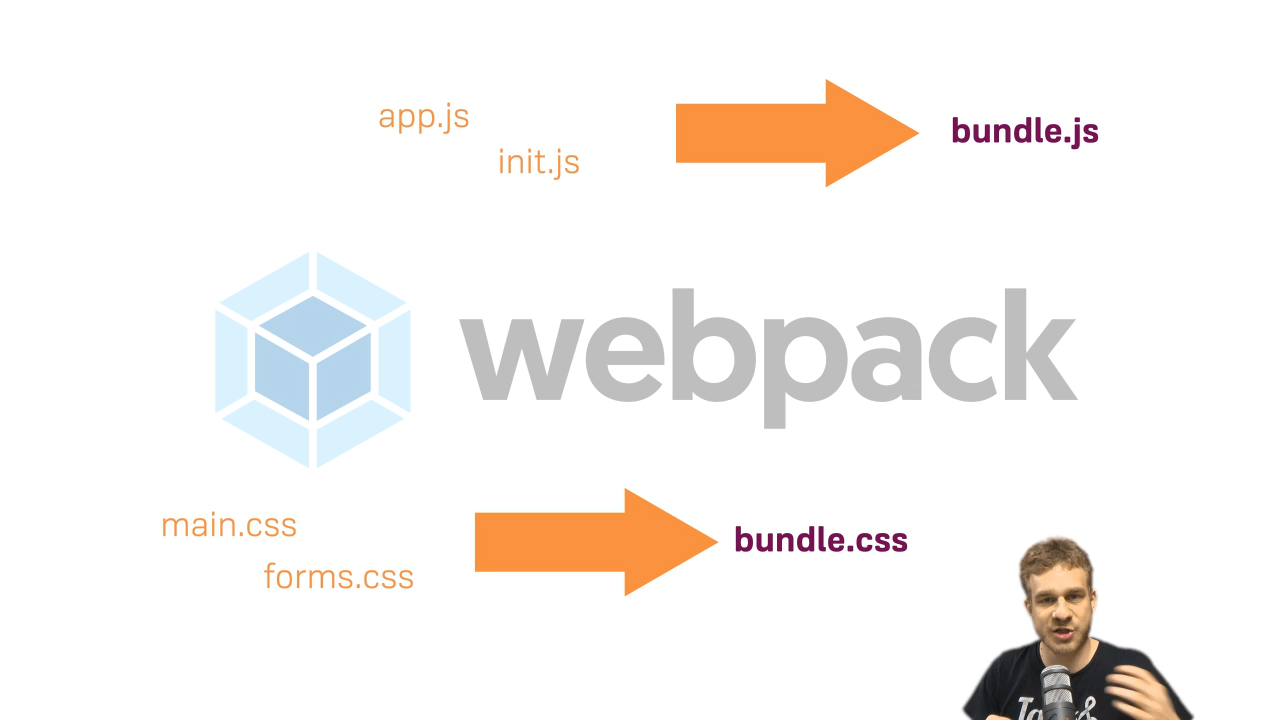 app.js
init.js
bundle.js
webpack
main.css
forms.css
bundle.css